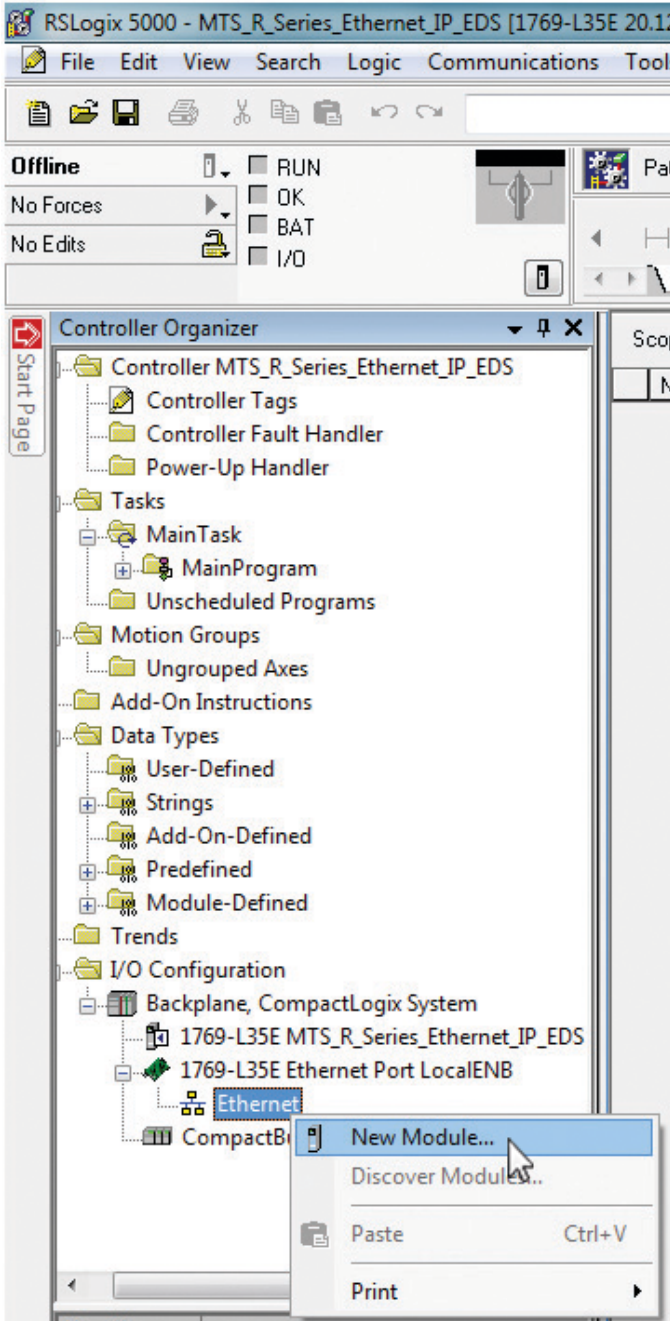 RSLogix 5000 - MTS_R_Series_Ethernet_IP_EDS [1769-L35E 20.12
File Edit View Search Logic Communications Tool
Offline
RUN
No Forces
OK
No Edits
BAT
I/O
Pa
Start Page
Controller Organizer
Scop
N
Controller MTS_R_Series_Ethernet_IP_EDS
Controller Tags
Controller Fault Handler
Power-Up Handler
Tasks
MainTask
MainProgram
Unscheduled Programs
Motion Groups
Ungrouped Axes
Add-On Instructions
Data Types
User-Defined
Strings
Add-On-Defined
Predefined
Module-Defined
Trends
I/O Configuration
Backplane, CompactLogix System
1769-L35E MTS_R_Series_Ethernet_IP_EDS
1769-L35E Ethernet Port LocalENB
Ethernet
CompactB
New Module...
Discover Modules...
Paste Ctrl+V
Print